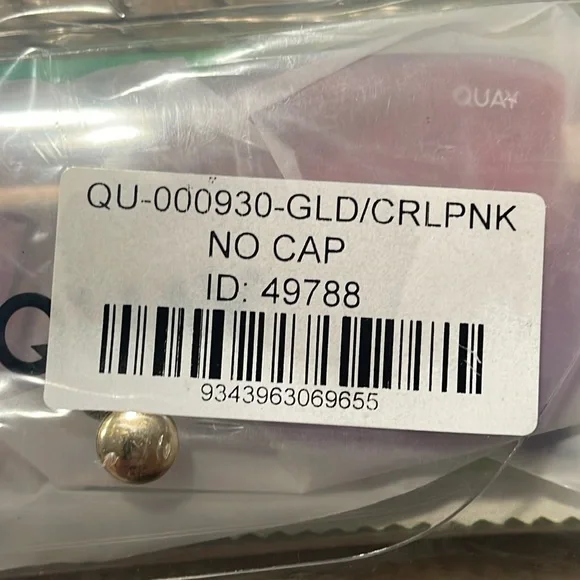 QUAY
QU-000930-GLD/CRLPNK
NO CAP
ID: 49788
9343963069655
Q